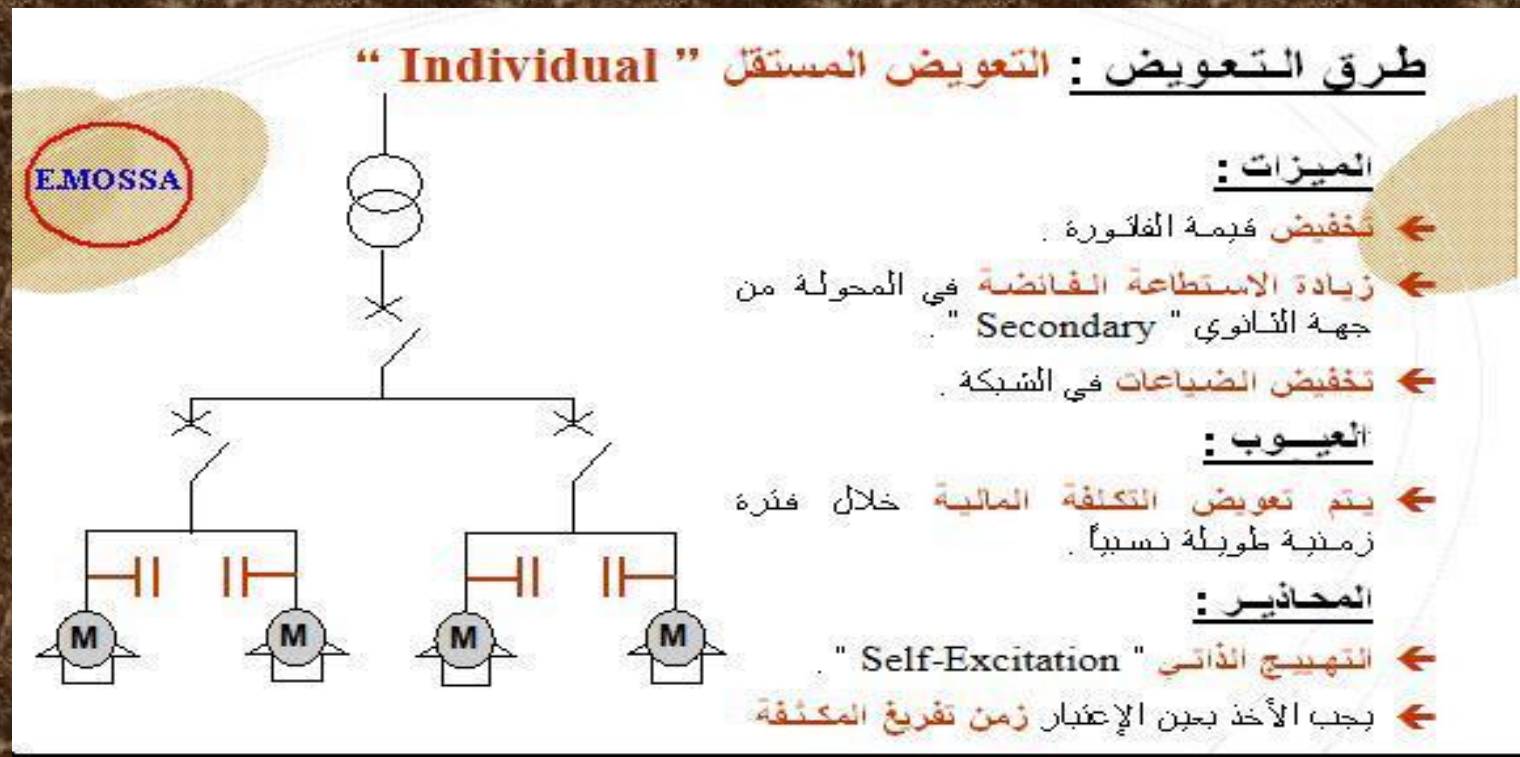 طرق التعويض : التعويض المستقل " Individual "
E.MOSSA
الميزات :
تخفيض قيمة الفاتورة .
زيادة الاستطاعة الفائضة في المحولة من
جهة الثانوي " Secondary " .
تخفيض الضياعات في الشبكة .
العيوب :
يتم تعويض التكلفة المالية خلال فترة
زمنية طويلة نسبياً .
المحاذير :
التهييج الذاتي " Self-Excitation " .
يجب الأخذ بعين الإعتبار زمن تفريغ المكثفة
M M M M